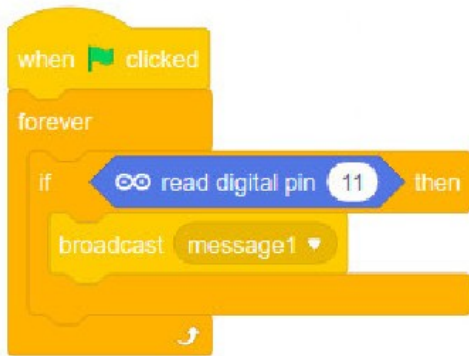 when clicked
forever
if read digital pin 11 then
broadcast message1